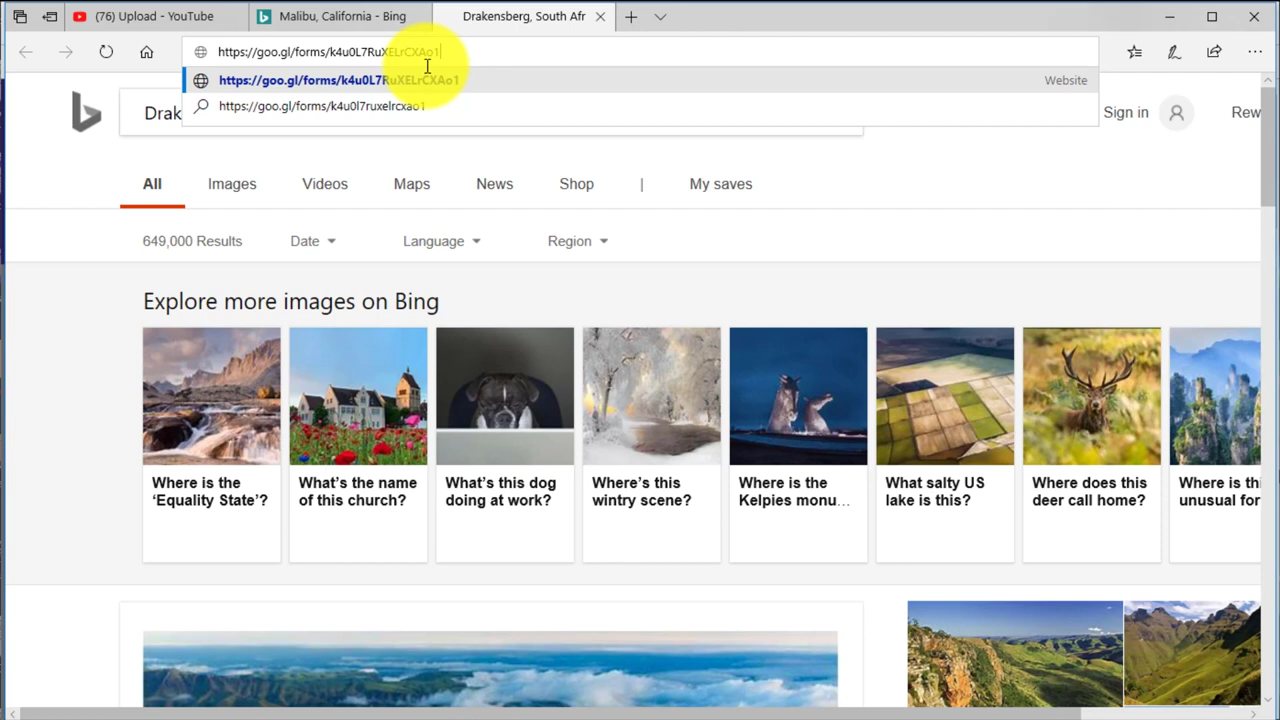 (76) Upload - YouTube
Malibu, California - Bing
Drakensberg, South Afr
https://goo.gl/forms/k4u0L7RuXELrCXAo1
https://goo.gl/forms/k4u0L7RuXELrCXAo1 Website
https://goo.gl/forms/k4u0l7ruxelrcxao1
Drak
Sign in
Rew
All Images Videos Maps News Shop | My saves
649,000 Results Date Language Region
Explore more images on Bing
Where is the
‘Equality State’?
What’s the name
of this church?
What’s this dog
doing at work?
Where’s this
wintry scene?
Where is the
Kelpies monu…
What salty US
lake is this?
Where does this
deer call home?
Where is thi
unusual for